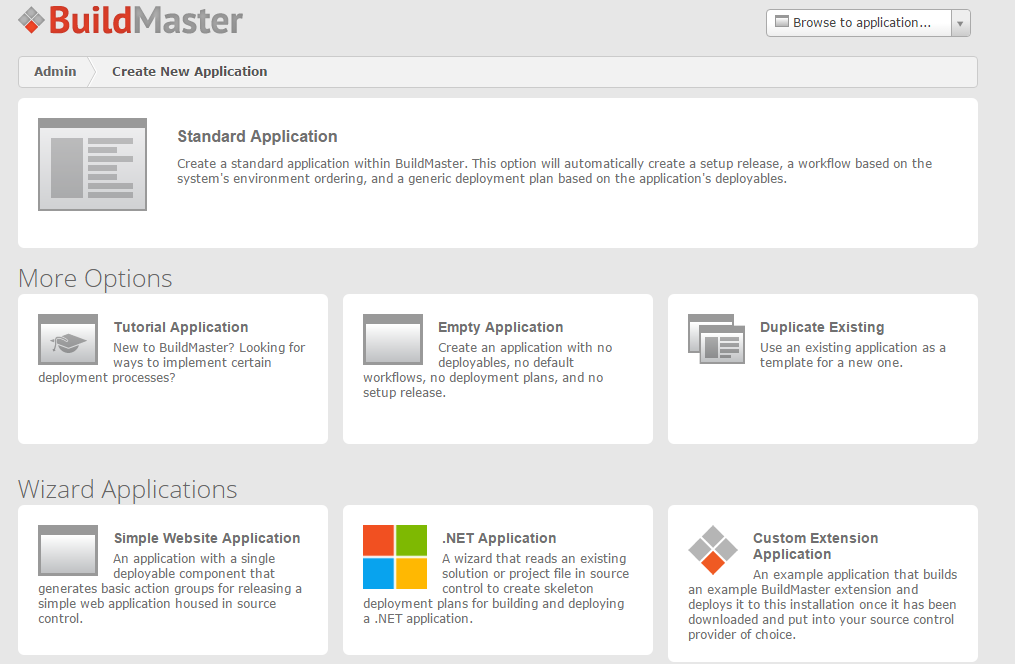 BuildMaster
Browse to application...
Admin
Create New Application
Standard Application
Create a standard application within BuildMaster. This option will automatically create a setup release, a workflow based on the
system's environment ordering, and a generic deployment plan based on the application's deployables.
More Options
Tutorial Application
New to BuildMaster? Looking for
ways to implement certain
deployment processes?
Empty Application
Create an application with no
deployables, no default
workflows, no deployment plans, and no
setup release.
Duplicate Existing
Use an existing application as a
template for a new one.
Wizard Applications
Simple Website Application
An application with a single
deployable component that
generates basic action groups for releasing a
simple web application housed in source
control.
.NET Application
A wizard that reads an existing
solution or project file in source
control to create skeleton
deployment plans for building and deploying
a .NET application.
Custom Extension
Application
An example application that builds
an example BuildMaster extension and
deploys it to this installation once it has been
downloaded and put into your source control
provider of choice.